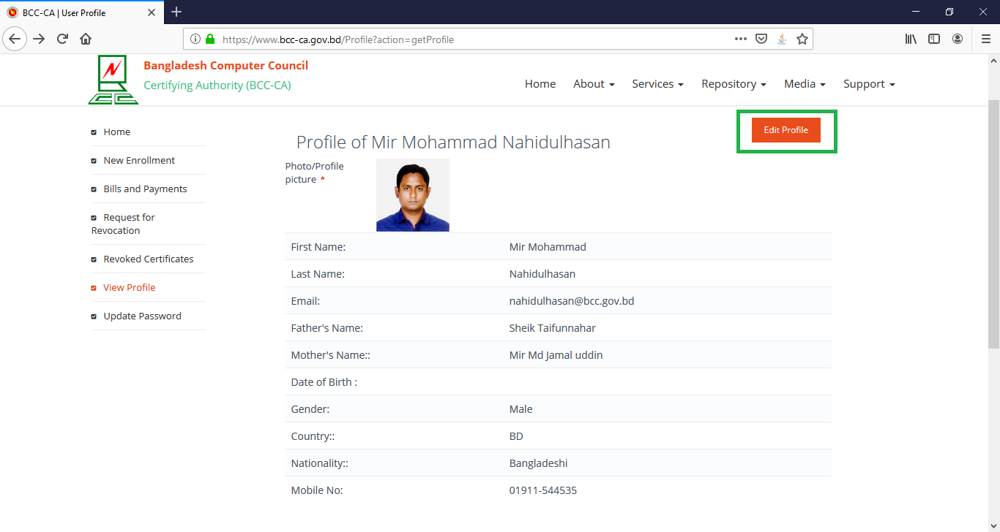 BCC-CA | User Profile
https://www.bcc-ca.gov.bd/Profile?action=getProfile
Bangladesh Computer Council
Certifying Authority (BCC-CA)
Home About Services Repository Media Support
Edit Profile
Home
New Enrollment
Bills and Payments
Request for
Revocation
Revoked Certificates
View Profile
Update Password
Profile of Mir Mohammad Nahidulhasan
Photo/Profile
picture *
First Name: Mir Mohammad
Last Name: Nahidulhasan
Email: nahidulhasan@bcc.gov.bd
Father's Name: Sheik Taifunnahar
Mother's Name:: Mir Md Jamal uddin
Date of Birth :
Gender: Male
Country:: BD
Nationality:: Bangladeshi
Mobile No: 01911-544535